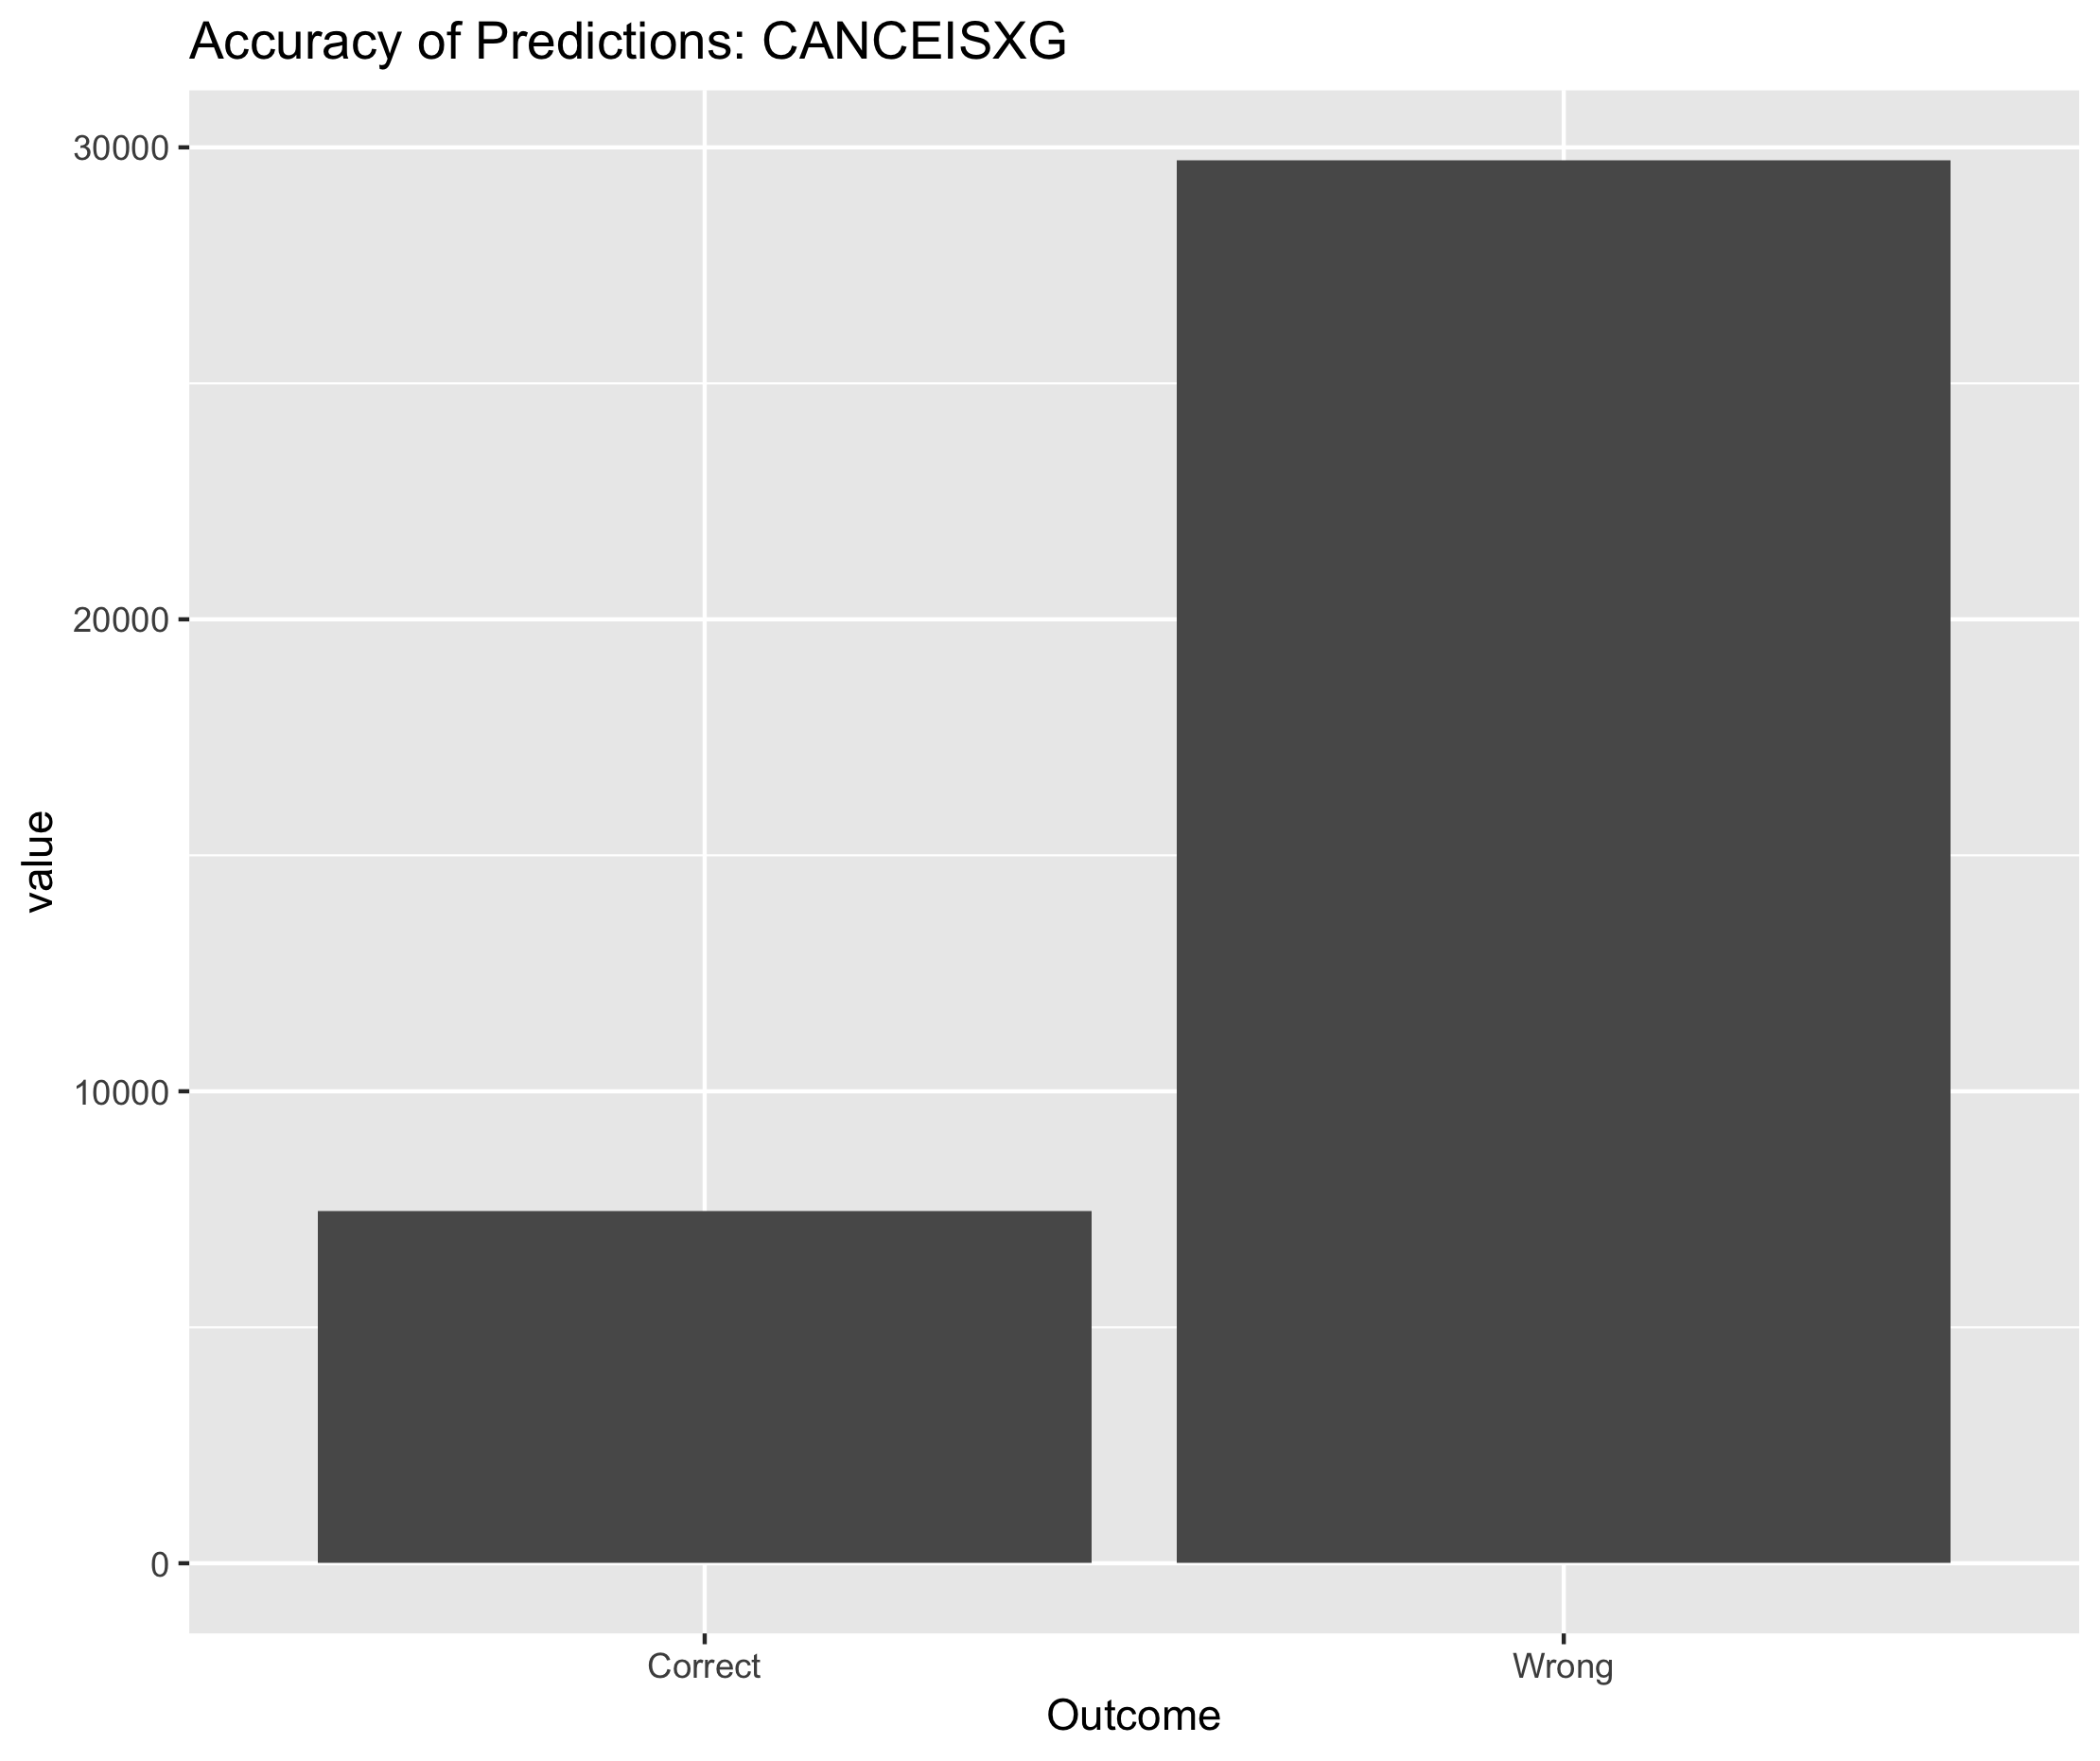 Accuracy of Predictions: CANCEISXG
30000
20000
10000
0
value
Correct
Wrong
Outcome